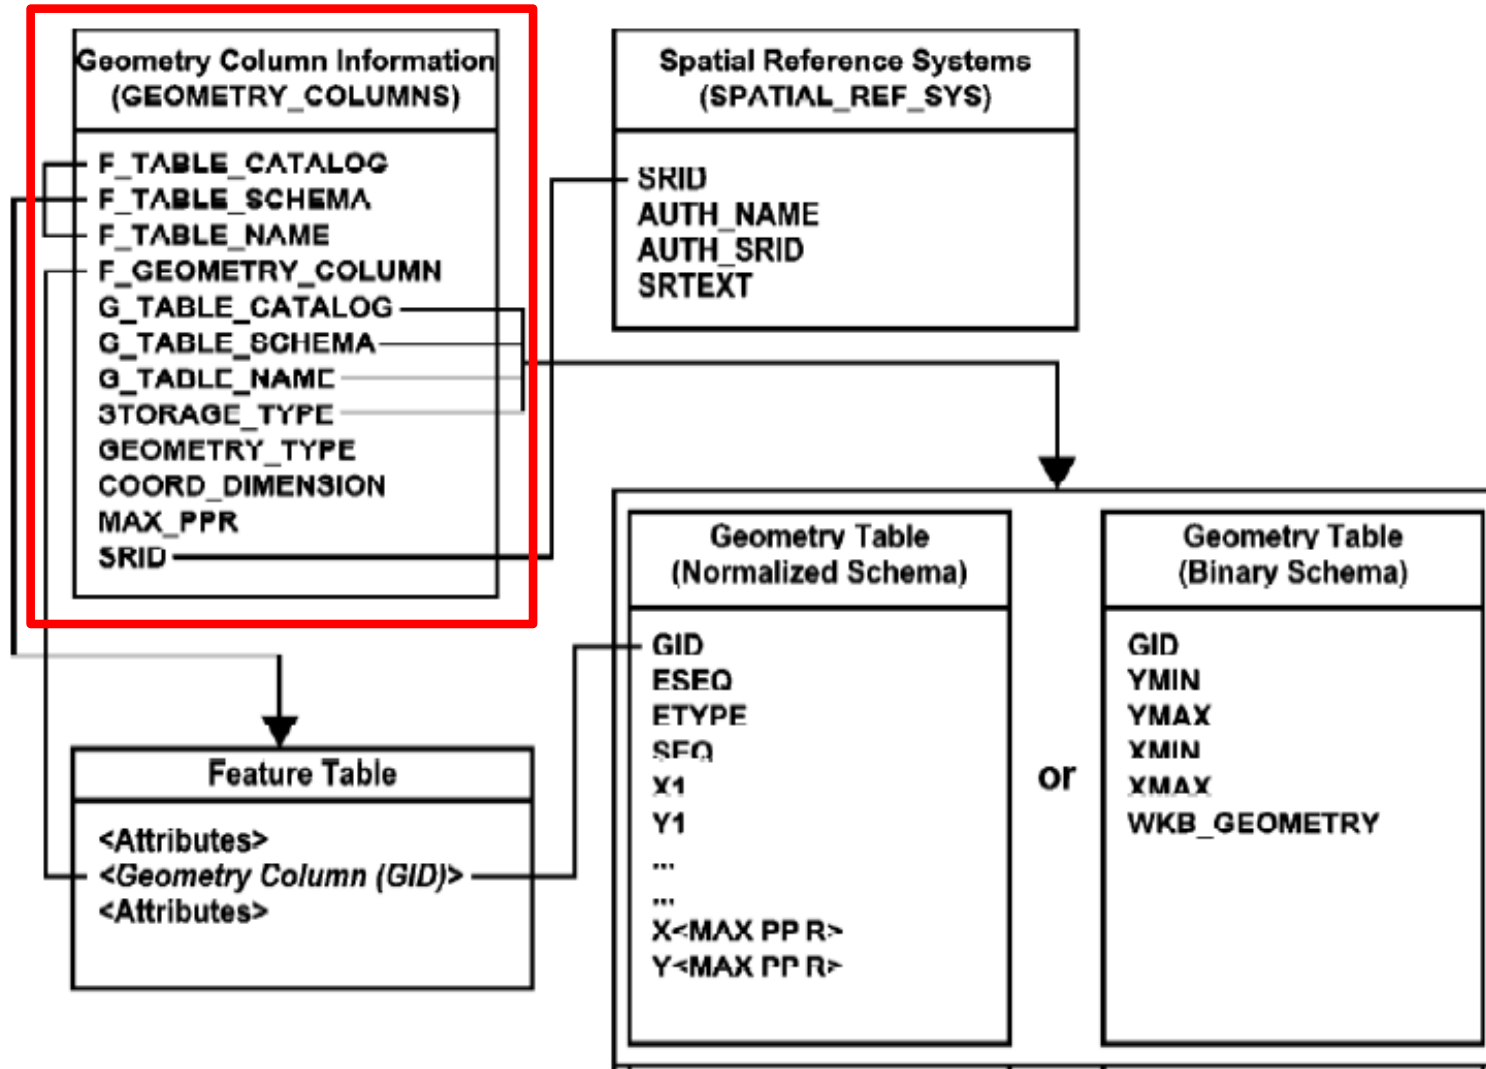 Geometry Column Information
(GEOMETRY_COLUMNS)
F_TABLE_CATALOG
F_TABLE_SCHEMA
F_TABLE_NAME
F_GEOMETRY_COLUMN
G_TABLE_CATALOG
G_TABLE_SCHEMA
G_TABLE_NAME
STORAGE_TYPE
GEOMETRY_TYPE
COORD_DIMENSION
MAX_PPR
SRID
Spatial Reference Systems
(SPATIAL_REF_SYS)
SRID
AUTH_NAME
AUTH_SRID
SRTEXT
Feature Table
<Attributes>
<Geometry Column (GID)>
<Attributes>
Geometry Table
(Normalized Schema)
GID
ESEQ
ETYPE
SEQ
X1
Y1
...
...
X<MAX PPR>
Y<MAX PPR>
or
Geometry Table
(Binary Schema)
GID
YMIN
YMAX
XMIN
XMAX
WKB_GEOMETRY